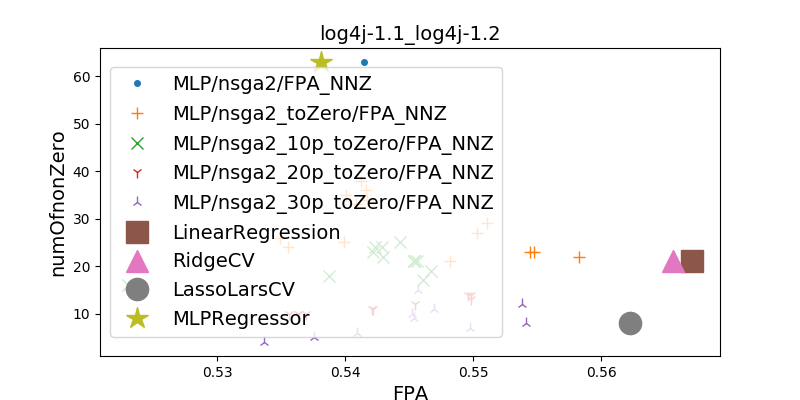 log4j-1.1_log4j-1.2
numOfnonZero
60
50
40
30
20
10
MLP/nsga2/FPA_NNZ
MLP/nsga2_toZero/FPA_NNZ
MLP/nsga2_10p_toZero/FPA_NNZ
MLP/nsga2_20p_toZero/FPA_NNZ
MLP/nsga2_30p_toZero/FPA_NNZ
LinearRegression
RidgeCV
LassoLarsCV
MLPRegressor
0.53 0.54 0.55 0.56
FPA